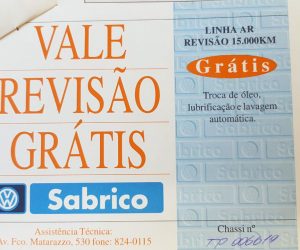 VALE
REVISÃO
GRÁTIS
Sabrico
Assistência Técnica:
Av. Fco. Matarazzo, 530 fone: 824-0115
LINHA AR
REVISÃO 15.000KM
Grátis
Troca de óleo,
lubrificação e lavagem
automática.
Chassi nº